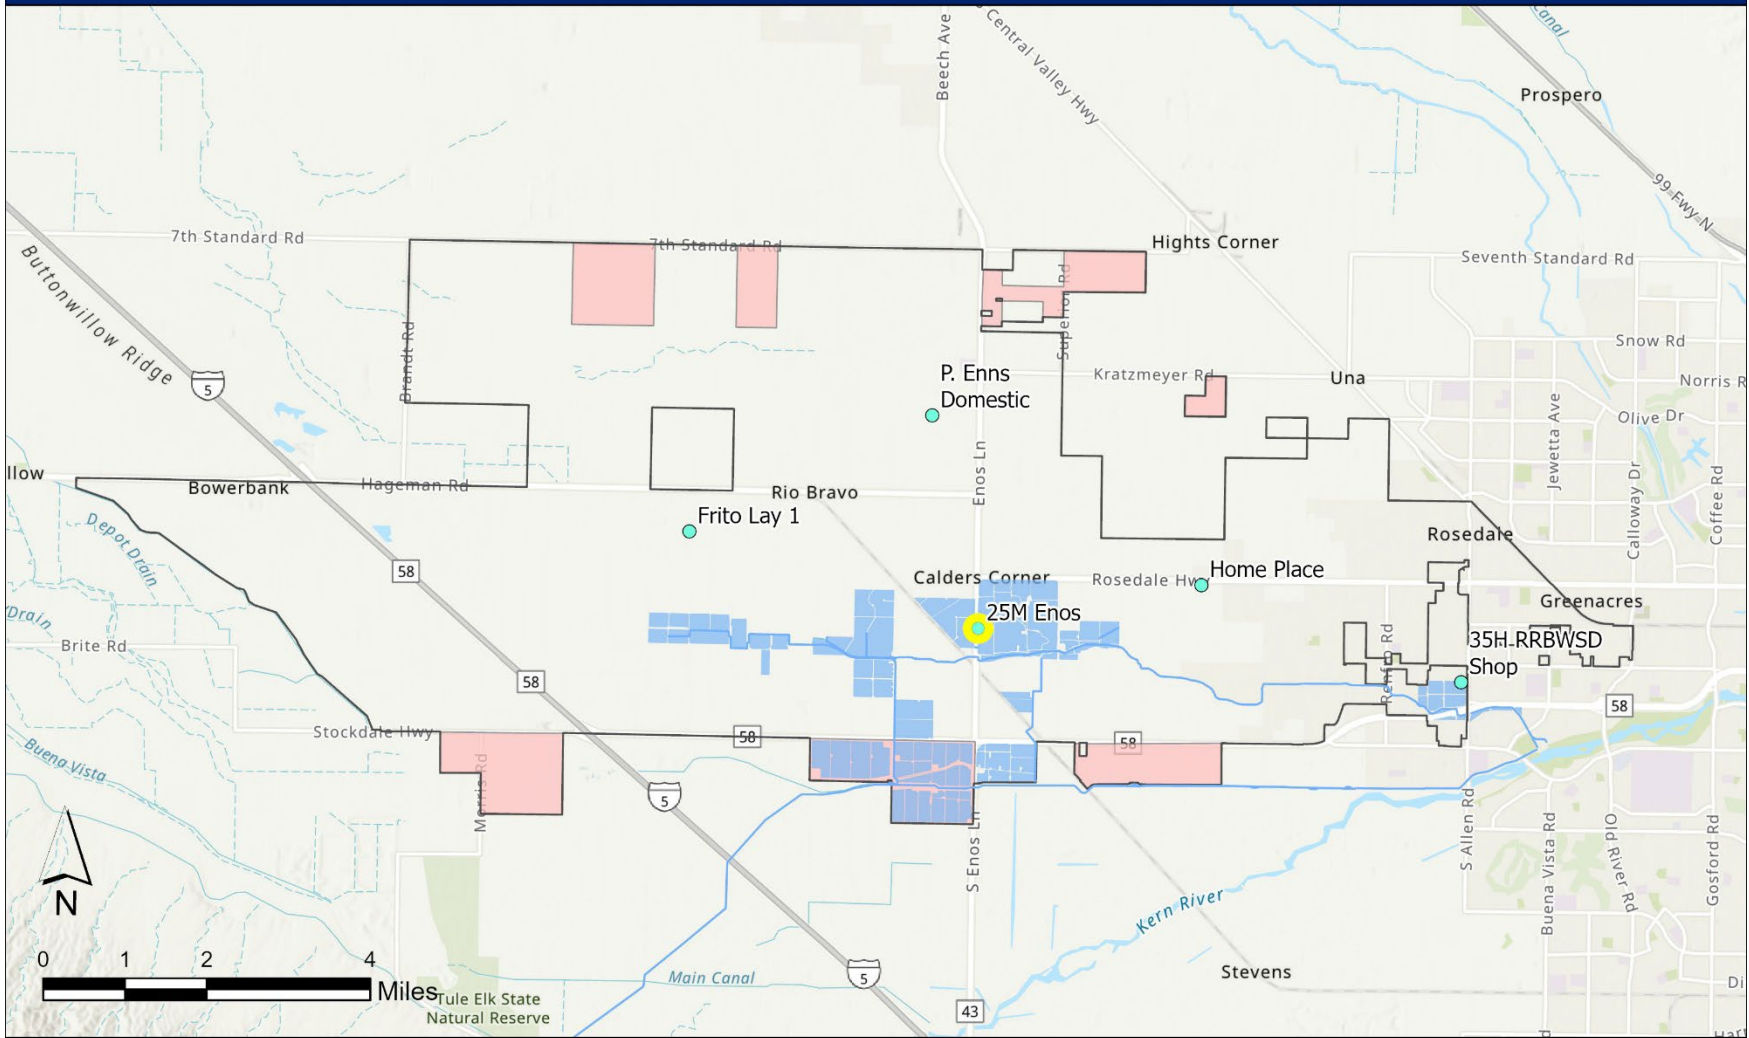 Beech Ave
Central Valley Hwy
Canal
Prospero
99 Fwy N
7th Standard Rd
7th Standard Rd
Hights Corner
Seventh Standard Rd
Buttonwillow Ridge
5
Brandt Rd
Superior Rd
Snow Rd
P. Enns
Domestic
Kratzmeyer Rd
Una
Norris R
Olive Dr
Jewetta Ave
Calloway Dr
Coffee Rd
Enos Ln
llow
Bowerbank
Hageman Rd
Rio Bravo
Frito Lay 1
Depot Drain
Rosedale
58
Calders Corner
Rosedale Hwy
Home Place
Greenacres
25M Enos
Drain
Brite Rd
35H RRBWSD
Shop
Renfro Rd
58
58
Stockdale Hwy
58
58
Buena Vista
Morris Rd
5
S Enos Ln
S Allen Rd
Buena Vista Rd
Old River Rd
Gosford Rd
N
Kern River
0 1 2 4
Miles
Main Canal
5
Stevens
Di
Tule Elk State
Natural Reserve
43
Harr